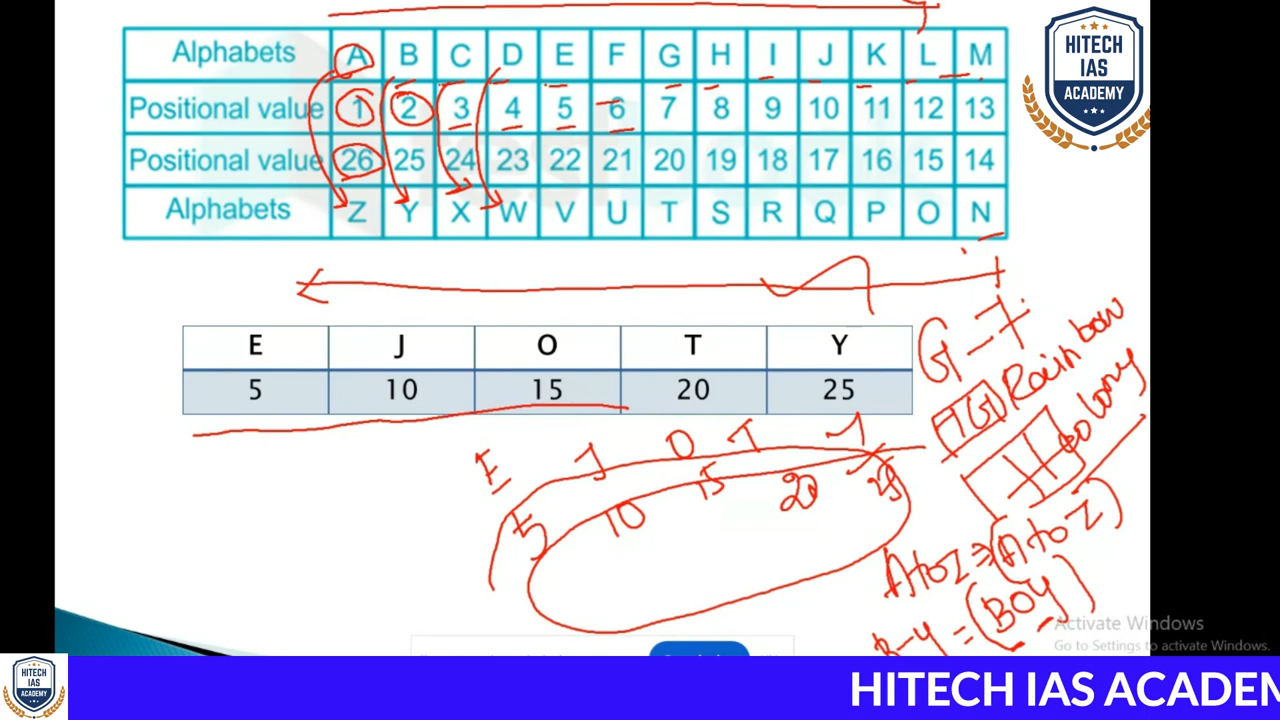 Alphabets A B C D E F G H I J K L M
Positional value 1 2 3 4 5 6 7 8 9 10 11 12 13
Positional value 26 25 24 23 22 21 20 19 18 17 16 15 14
Alphabets Z Y X W V U T S R Q P O N
HITECH
IAS
ACADEMY
E J O T Y
5 10 15 20 25
G - 7
Rainbow
E J O T Y
5 10 15 20 25
A to Z = (A to Z)
B-Y = (BOY)
Activate Windows
Go to Settings to activate Windows.
HITECH
IAS
ACADEMY
HITECH IAS ACADEM